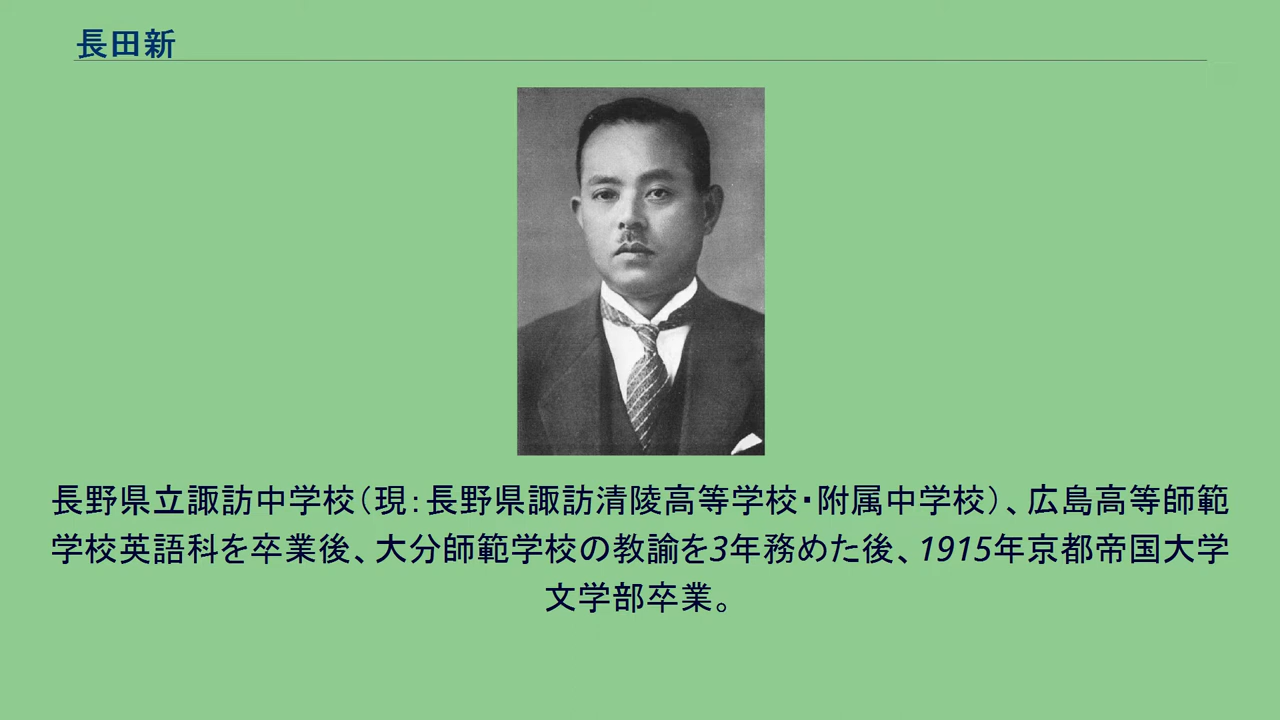 長田新
長野県立諏訪中学校（現：長野県諏訪清陵高等学校・附属中学校）、広島高等師範
学校英語科を卒業後、大分師範学校の教諭を3年務めた後、1915年京都帝国大学
文学部卒業。